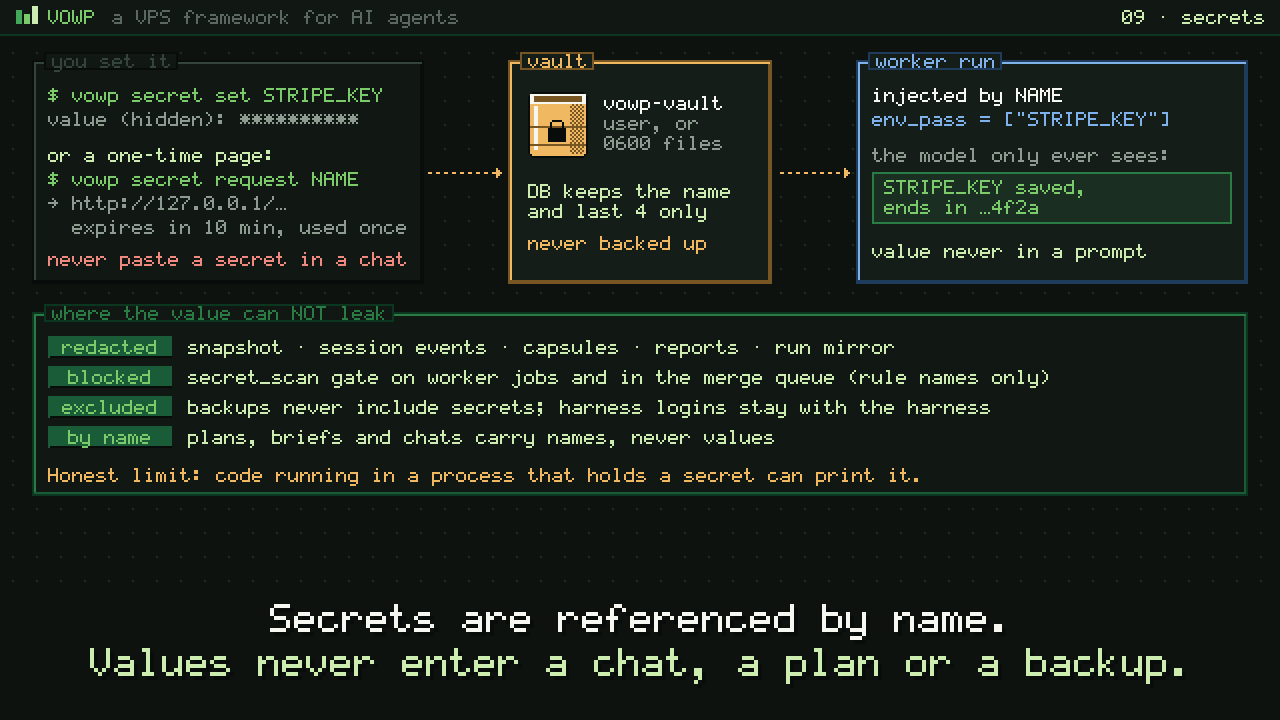 VOWP a VPS framework for AI agents
09 · secrets
you set it
$ vowp secret set STRIPE_KEY
value (hidden): **********
or a one-time page:
$ vowp secret request NAME
→ http://127.0.0.1/…
expires in 10 min, used once
never paste a secret in a chat
vault
vowp-vault
user, or
0600 files
DB keeps the name
and last 4 only
never backed up
worker run
injected by NAME
env_pass = ["STRIPE_KEY"]
the model only ever sees:
STRIPE_KEY saved,
ends in …4f2a
value never in a prompt
where the value can NOT leak
redacted snapshot · session events · capsules · reports · run mirror
blocked secret_scan gate on worker jobs and in the merge queue (rule names only)
excluded backups never include secrets; harness logins stay with the harness
by name plans, briefs and chats carry names, never values
Honest limit: code running in a process that holds a secret can print it.
Secrets are referenced by name.
Values never enter a chat, a plan or a backup.